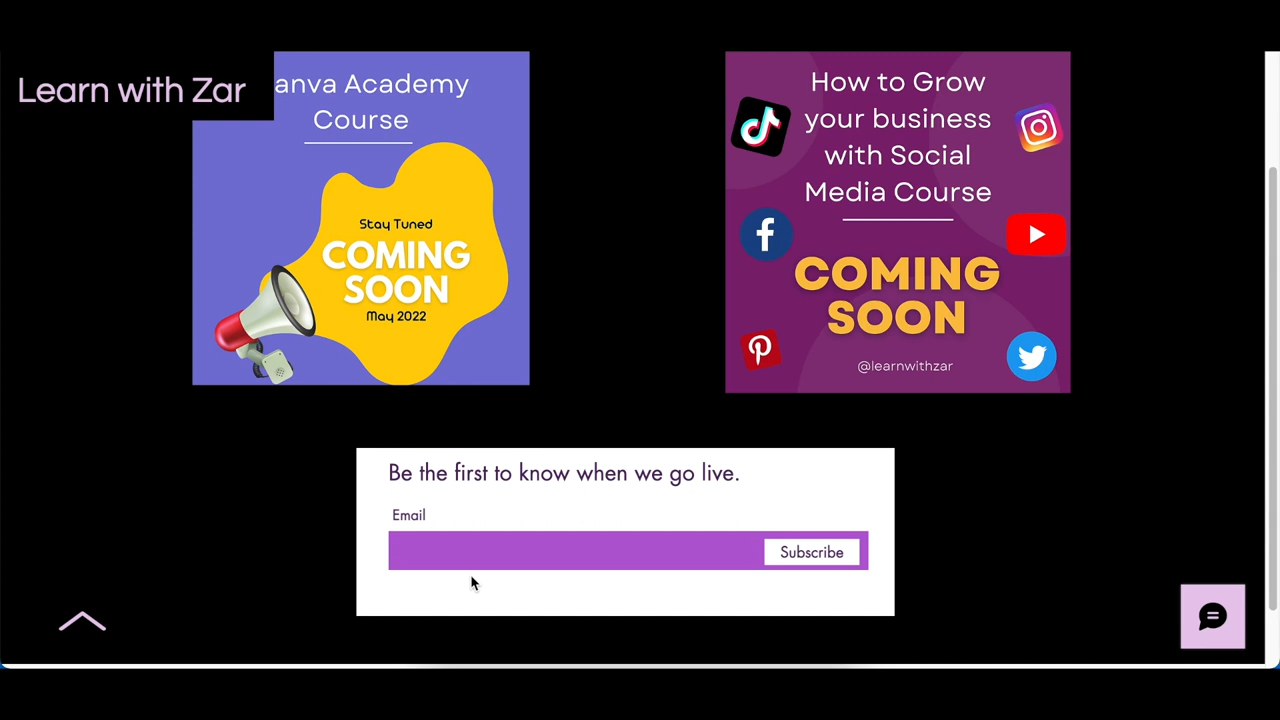 Learn with Zar
anva Academy
Course
Stay Tuned
COMING
SOON
May 2022
How to Grow
your business
with Social
Media Course
COMING
SOON
@learnwithzar
Be the first to know when we go live.
Email
Subscribe